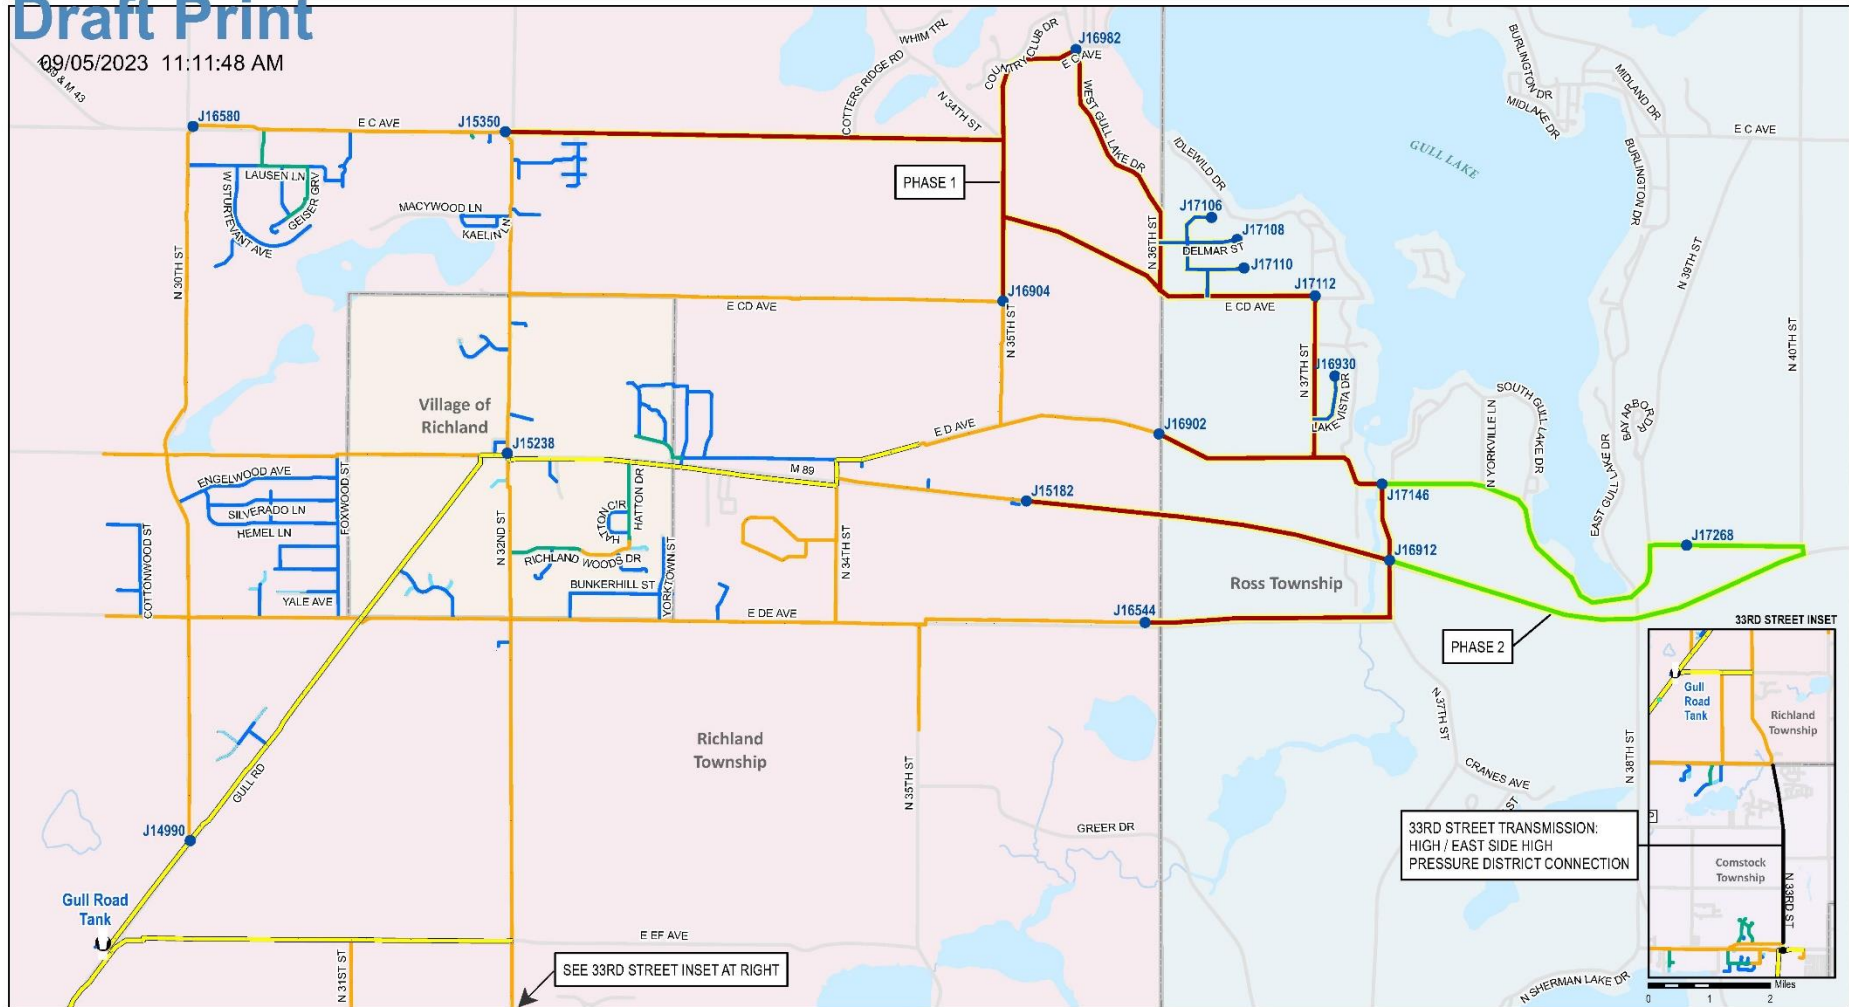 Draft Print
09/05/2023 11:11:48 AM
& M 43
J16580
E C AVE
J15350
LAUSEN LN
W STURTEVANT AVE
GEISER GRV
MACYWOOD LN
KAELIN LN
N 30TH ST
WHIM TRL
COTTERS RIDGE RD
N 34TH ST
COUNTRY CLUB DR
J16982
E C AVE
WEST GULL LAKE DR
PHASE 1
IDLEWILD DR
J17106
J17108
DELMAR ST
J17110
N 36TH ST
J17112
E CD AVE
J16904
E CD AVE
N 35TH ST
N 37TH ST
J16930
LAKE VISTA DR
GULL LAKE
BURLINGTON DR
MIDLAND DR
MIDLAKE DR
BURLINGTON DR
E C AVE
N 39TH ST
N 40TH ST
Village of
Richland
J15238
E D AVE
J16902
M 89
J15182
J17146
N YORKVILLE LN
SOUTH GULL LAKE DR
EAST GULL LAKE DR
BAY ARBOR DR
J17268
ENGELWOOD AVE
SILVERADO LN
HEMEL LN
FOXWOOD ST
COTTONWOOD ST
YALE AVE
N 32ND ST
HATTON CIR
HATTON DR
RICHLAND WOODS DR
BUNKERHILL ST
YORKTOWN ST
N 34TH ST
E DE AVE
J16544
J16912
Ross Township
PHASE 2
33RD STREET INSET
Gull
Road
Tank
Richland
Township
Comstock
Township
N 33RD ST
33RD STREET TRANSMISSION:
HIGH / EAST SIDE HIGH
PRESSURE DISTRICT CONNECTION
N 37TH ST
N 38TH ST
CRANES AVE
ST
Richland
Township
N 35TH ST
GREER DR
GULL RD
J14990
Gull Road
Tank
E EF AVE
N 31ST ST
SEE 33RD STREET INSET AT RIGHT
N SHERMAN LAKE DR
0 1 2
Miles